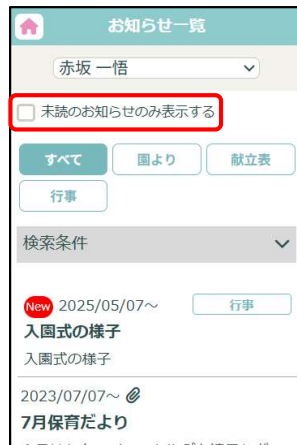 お知らせ一覧
赤坂 一悟
未読のお知らせのみ表示する
すべて 園より 献立表
行事
検索条件
New 2025/05/07～ 行事
入園式の様子
入園式の様子
2023/07/07～
7月保育だより